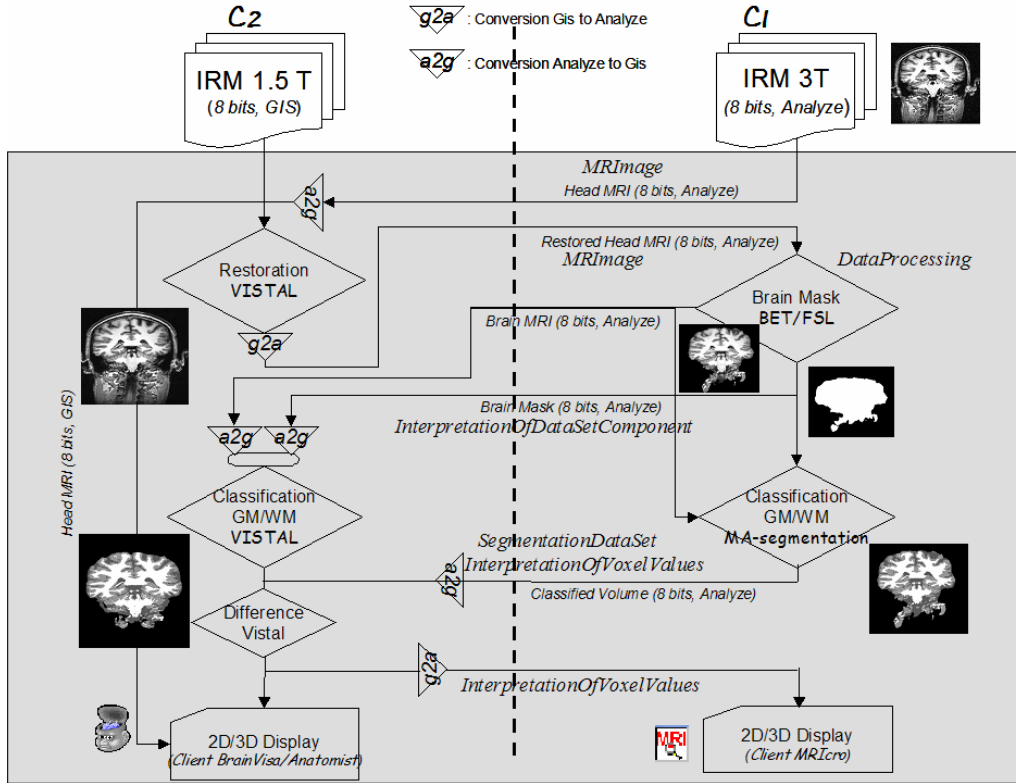 C2
g2a : Conversion Gis to Analyze
a2g : Conversion Analyze to Gis
C1
IRM 1.5 T
(8 bits, GIS)
IRM 3T
(8 bits, Analyze)
MRImage
Head MRI (8 bits, Analyze)
a2g
Restored Head MRI (8 bits, Analyze)
MRImage
DataProcessing
Restoration
VISTAL
g2a
Brain Mask
BET/FSL
Brain MRI (8 bits, Analyze)
Brain Mask (8 bits, Analyze)
InterpretationOfDataSetComponent
a2g
a2g
Head MRI (8 bits, GIS)
Classification
GM/WM
VISTAL
Classification
GM/WM
MA-segmentation
SegmentationDataSet
InterpretationOfVoxelValues
a2g
Classified Volume (8 bits, Analyze)
Difference
Vistal
g2a
InterpretationOfVoxelValues
2D/3D Display
(Client BrainVisa/Anatomist)
MRI
2D/3D Display
(Client MRIcro)